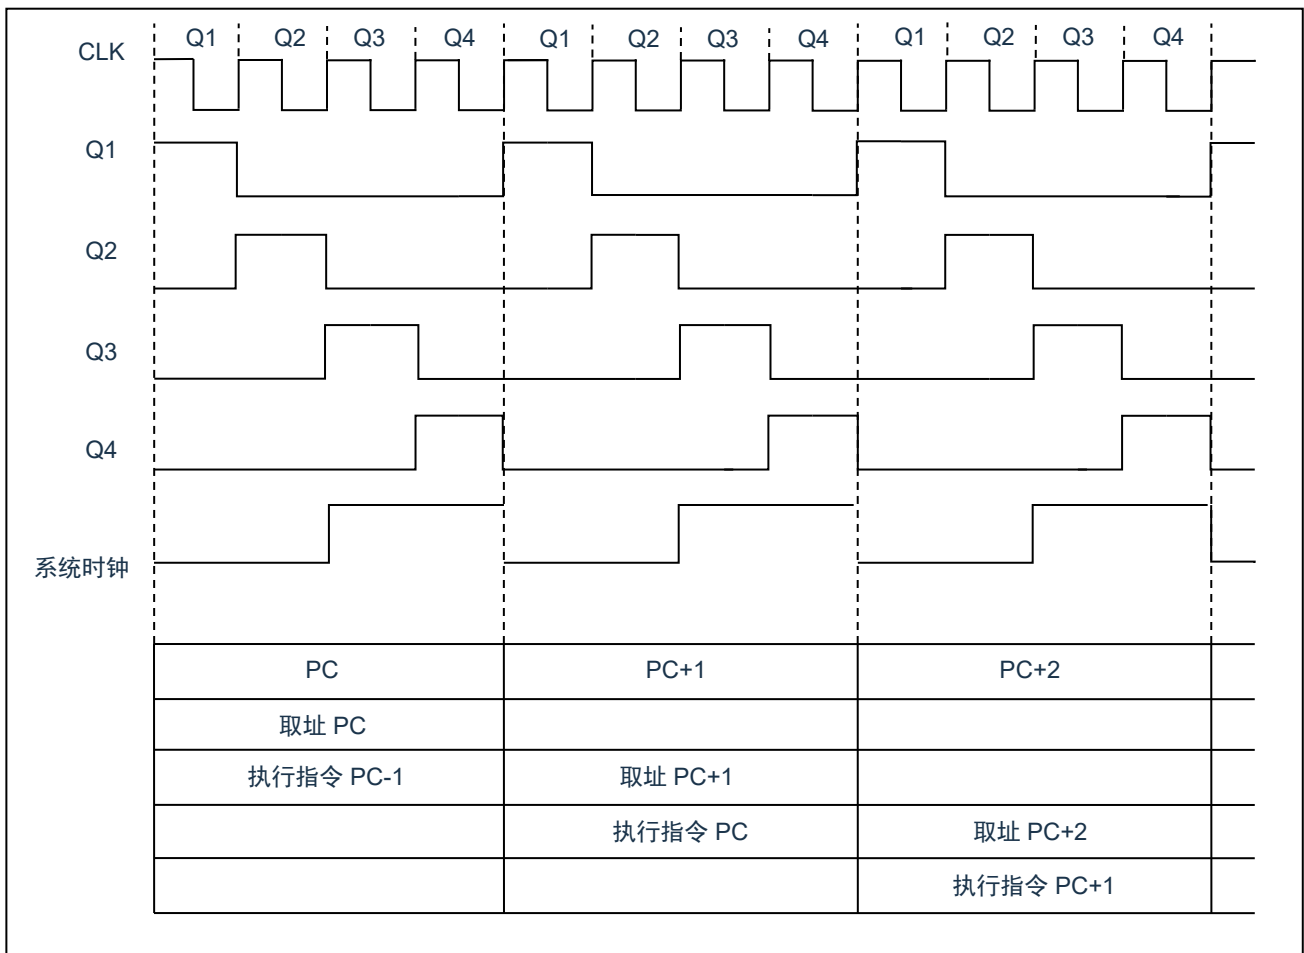 CLK Q1 Q2 Q3 Q4 Q1 Q2 Q3 Q4 Q1 Q2 Q3 Q4
Q1
Q2
Q3
Q4
系统时钟
PC PC+1 PC+2
取址 PC
执行指令 PC-1 取址 PC+1
执行指令 PC 取址 PC+2
执行指令 PC+1